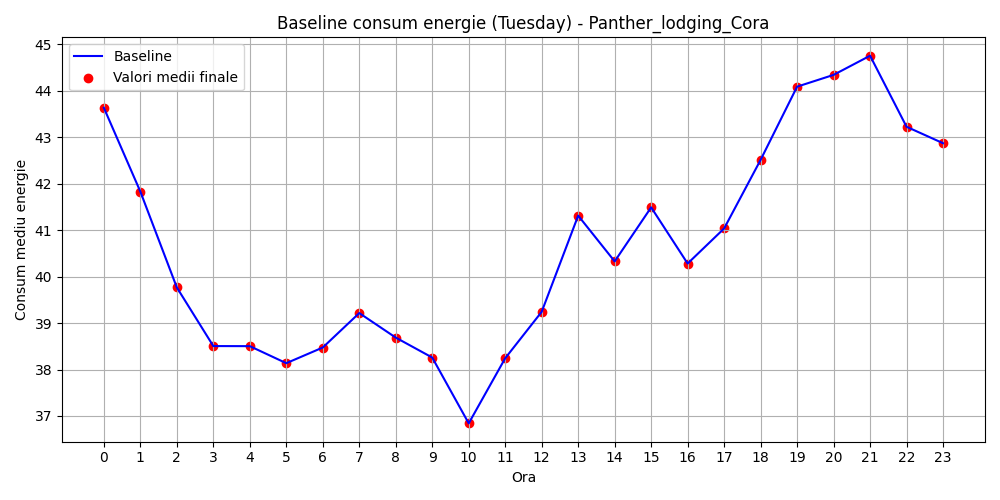 Baseline consum energie (Tuesday) - Panther_lodging_Cora
Baseline
Valori medii finale
45
44
43
42
41
40
39
38
37
Consum mediu energie
0 1 2 3 4 5 6 7 8 9 10 11 12 13 14 15 16 17 18 19 20 21 22 23
Ora